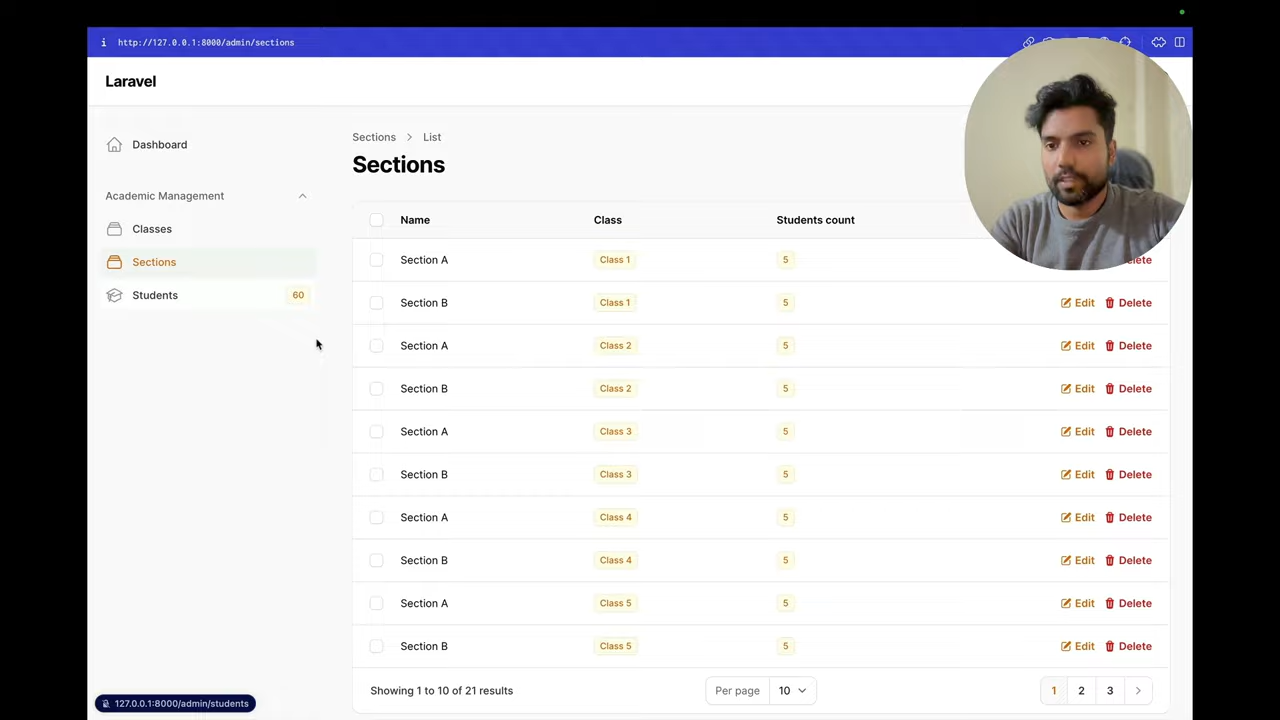 http://127.0.0.1:8000/admin/sections
Laravel
Dashboard
Academic Management
Classes
Sections
Students 60
Sections > List
Sections
Name Class Students count
Section A Class 1 5
Section B Class 1 5 Edit Delete
Section A Class 2 5 Edit Delete
Section B Class 2 5 Edit Delete
Section A Class 3 5 Edit Delete
Section B Class 3 5 Edit Delete
Section A Class 4 5 Edit Delete
Section B Class 4 5 Edit Delete
Section A Class 5 5 Edit Delete
Section B Class 5 5 Edit Delete
Showing 1 to 10 of 21 results Per page 10 1 2 3
127.0.0.1:8000/admin/students